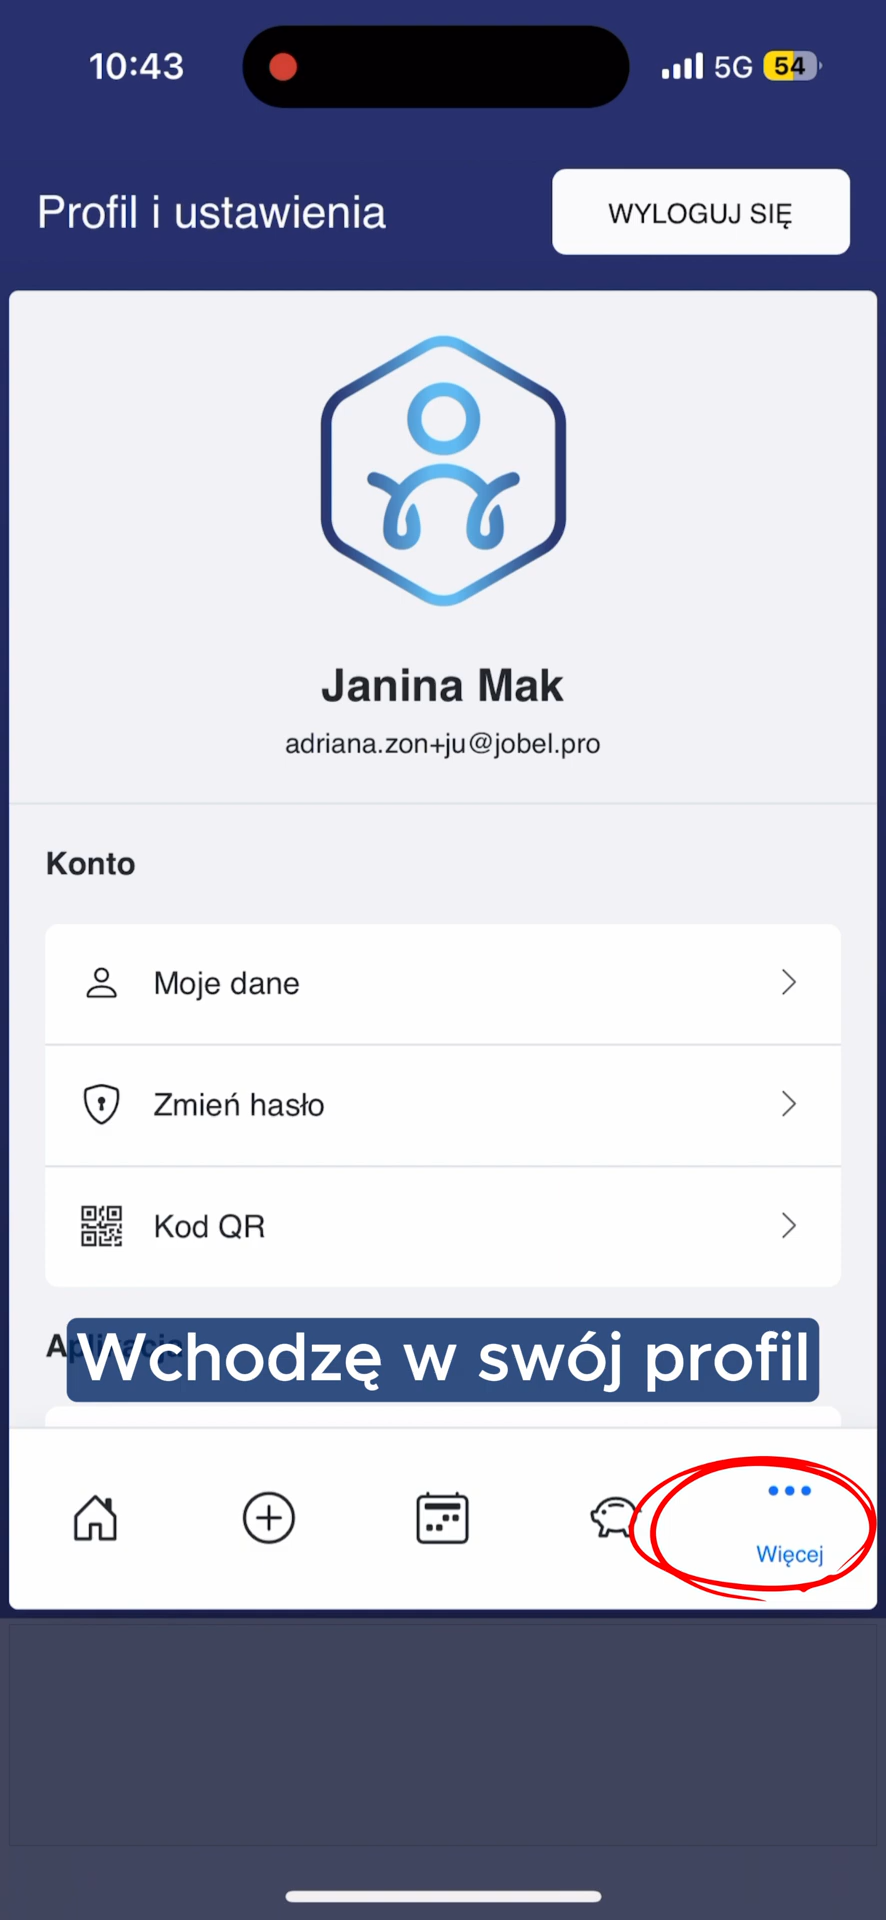 10:43
5G
54
Profil i ustawienia
WYLOGUJ SIĘ
Janina Mak
adriana.zon+ju@jobel.pro
Konto
Moje dane
Zmień hasło
Kod QR
Aplikacja
Wchodzę w swój profil
Więcej